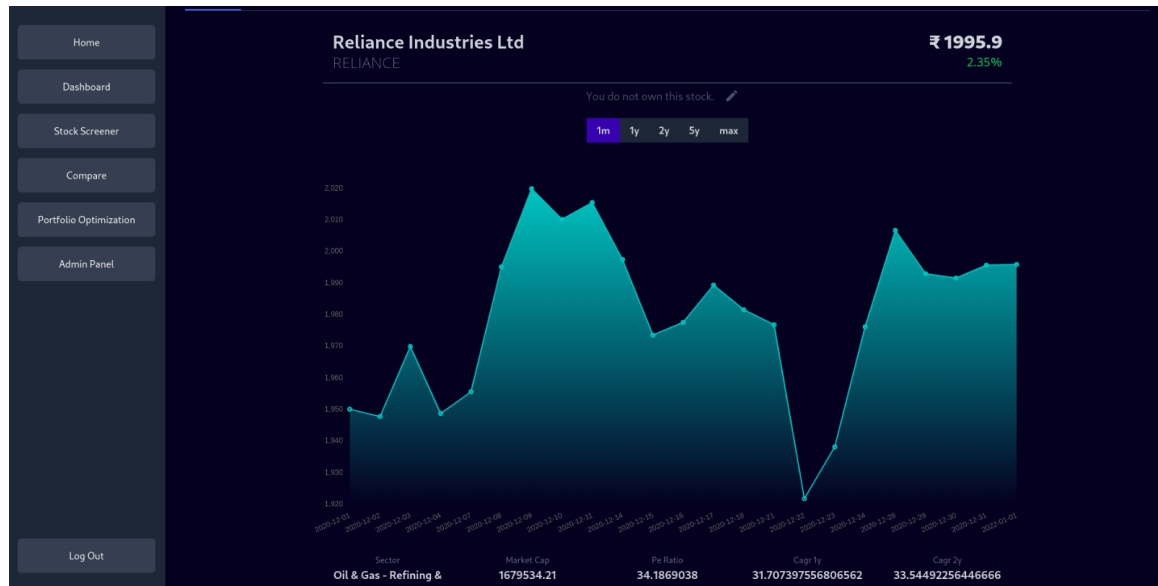 Home
Dashboard
Stock Screener
Compare
Portfolio Optimization
Admin Panel
Log Out
Reliance Industries Ltd
RELIANCE
₹ 1995.9
2.35%
You do not own this stock.
1m 1y 2y 5y max
2,020
2,010
2,000
1,990
1,980
1,970
1,960
1,950
1,940
1,930
1,920
2020-12-01 2020-12-02 2020-12-03 2020-12-04 2020-12-07 2020-12-08 2020-12-09 2020-12-10 2020-12-11 2020-12-14 2020-12-15 2020-12-16 2020-12-17 2020-12-18 2020-12-21 2020-12-22 2020-12-23 2020-12-24 2020-12-28 2020-12-29 2020-12-30 2020-12-31 2021-01-01
Sector Market Cap Pe Ratio Cagr 1y Cagr 2y
Oil & Gas - Refining & 1679534.21 34.1869038 31.707397556806562 33.54492256446666